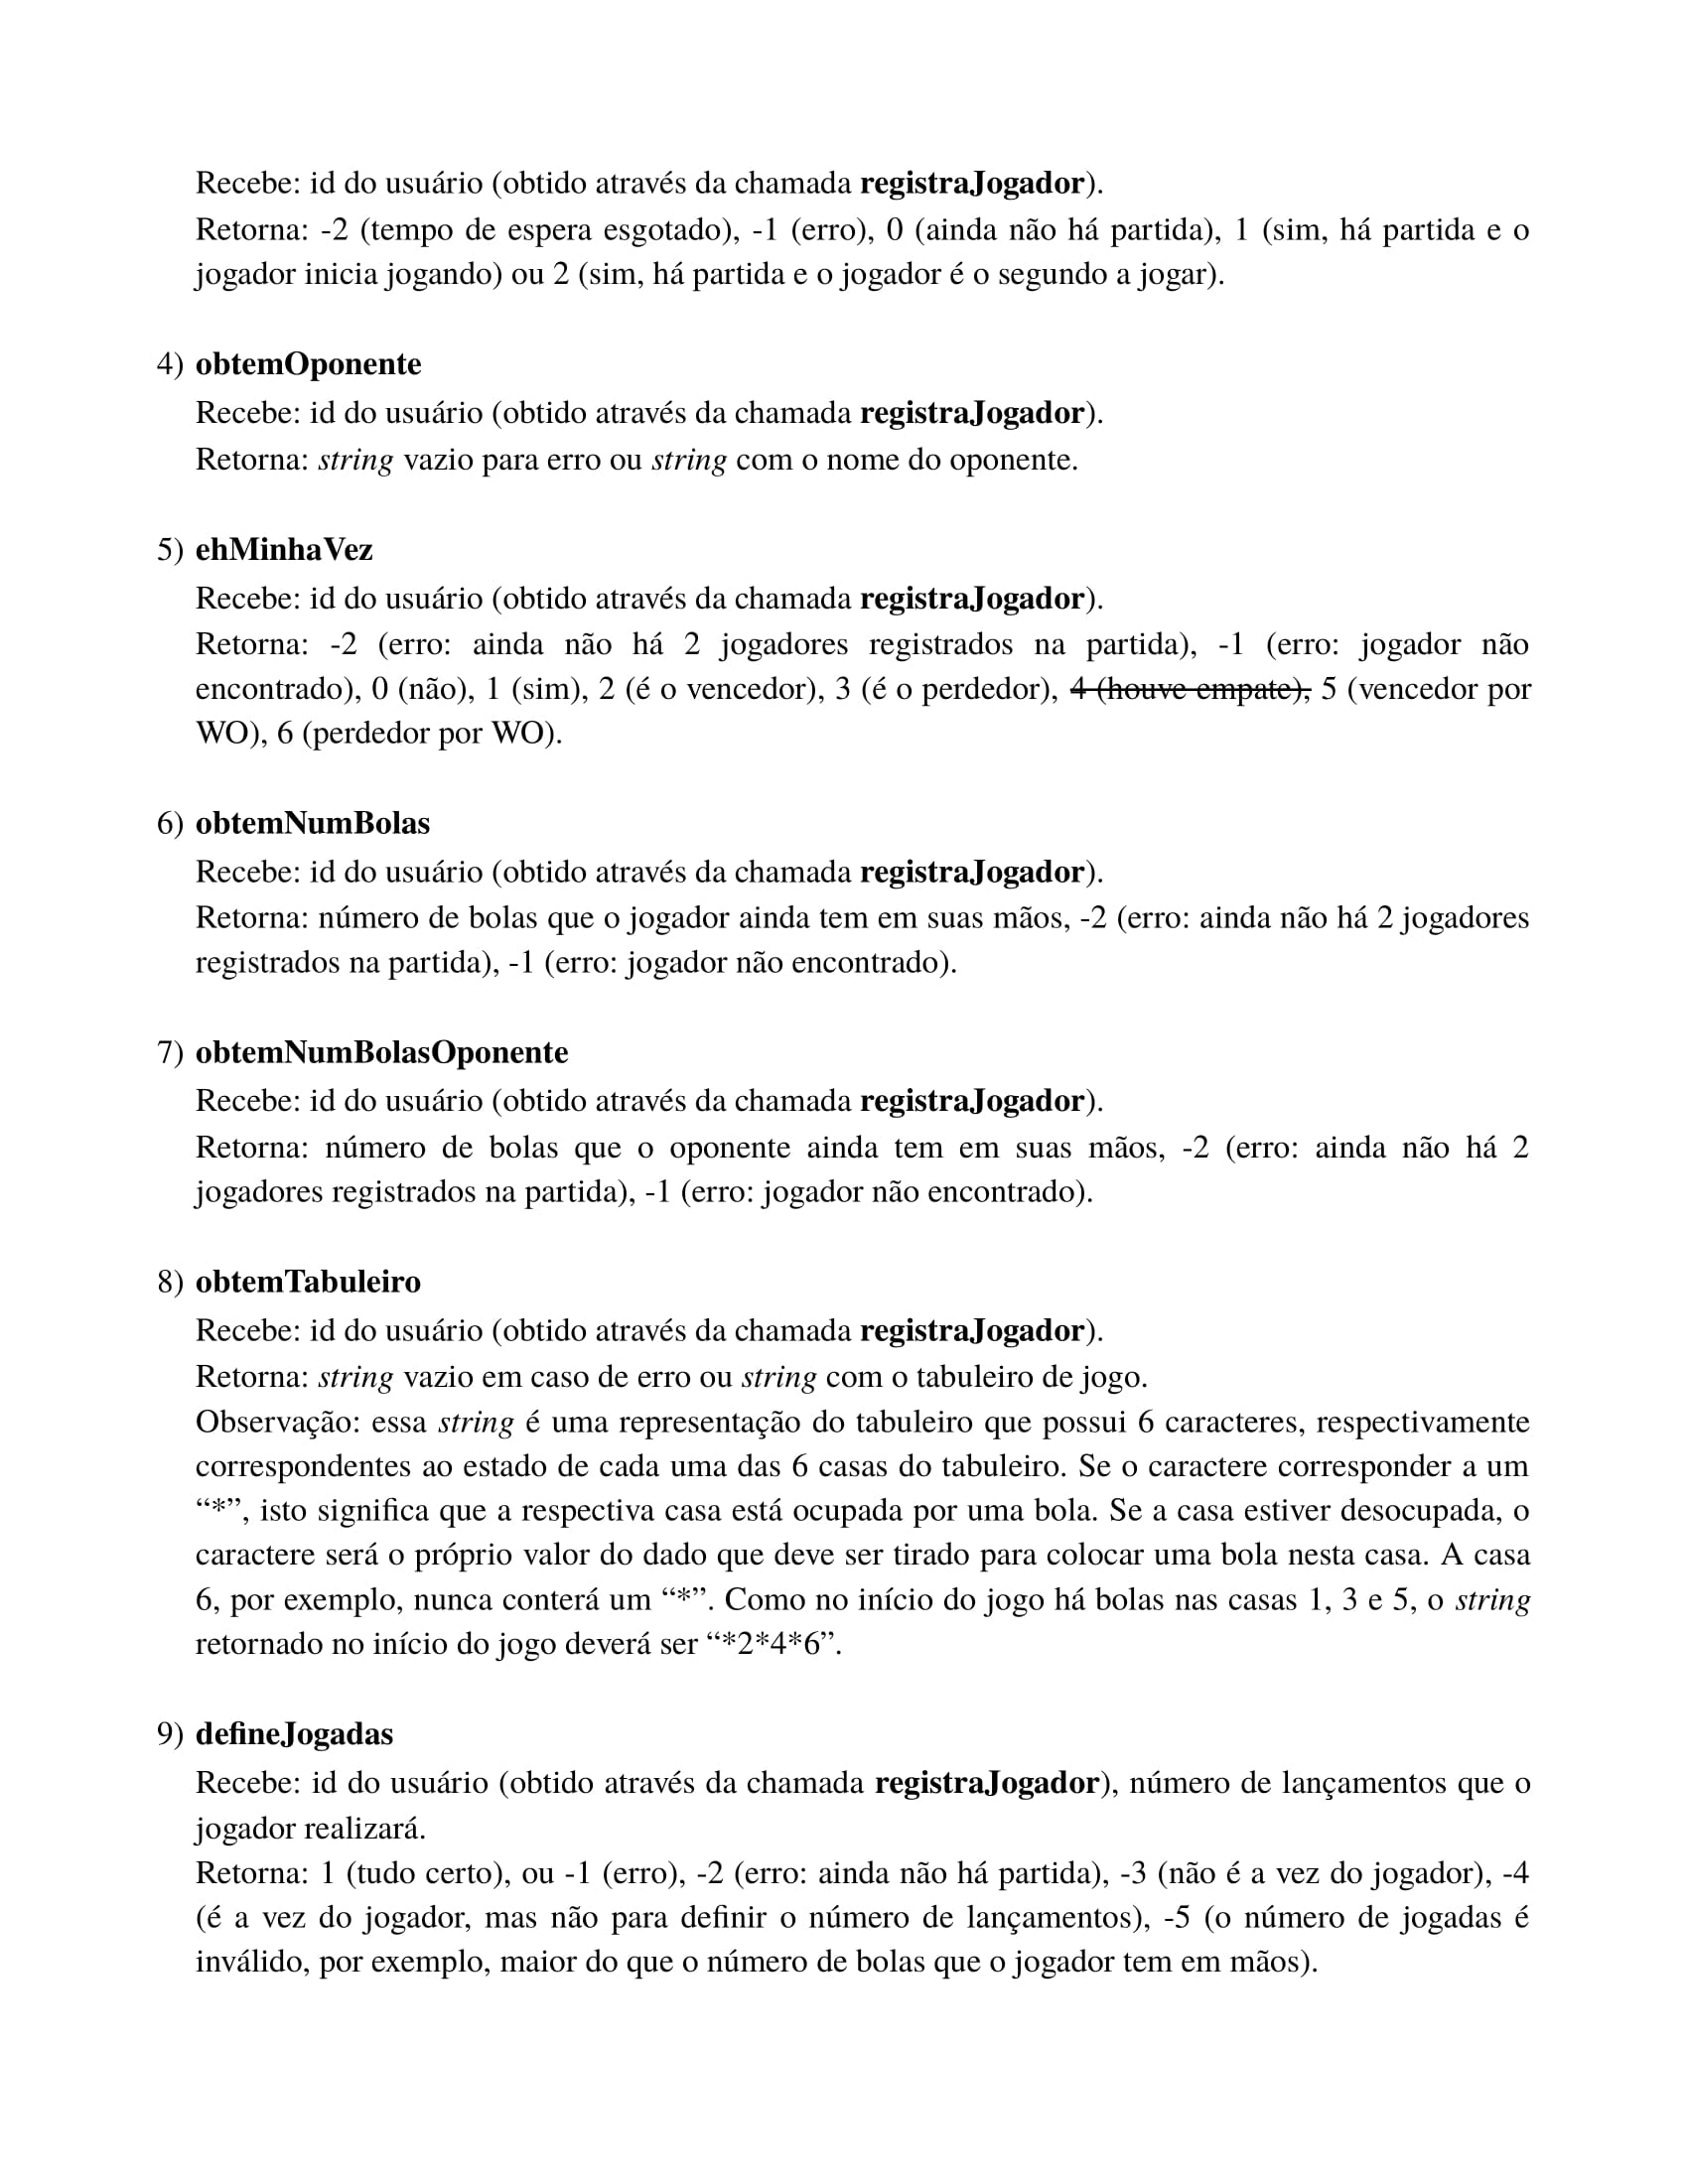 Recebe: id do usuário (obtido através da chamada registraJogador).
Retorna: -2 (tempo de espera esgotado), -1 (erro), 0 (ainda não há partida), 1 (sim, há partida e o
jogador inicia jogando) ou 2 (sim, há partida e o jogador é o segundo a jogar).
4) obtemOponente
Recebe: id do usuário (obtido através da chamada registraJogador).
Retorna: string vazio para erro ou string com o nome do oponente.
5) ehMinhaVez
Recebe: id do usuário (obtido através da chamada registraJogador).
Retorna: -2 (erro: ainda não há 2 jogadores registrados na partida), -1 (erro: jogador não
encontrado), 0 (não), 1 (sim), 2 (é o vencedor), 3 (é o perdedor), 4 (houve empate), 5 (vencedor por
WO), 6 (perdedor por WO).
6) obtemNumBolas
Recebe: id do usuário (obtido através da chamada registraJogador).
Retorna: número de bolas que o jogador ainda tem em suas mãos, -2 (erro: ainda não há 2 jogadores
registrados na partida), -1 (erro: jogador não encontrado).
7) obtemNumBolasOponente
Recebe: id do usuário (obtido através da chamada registraJogador).
Retorna: número de bolas que o oponente ainda tem em suas mãos, -2 (erro: ainda não há 2
jogadores registrados na partida), -1 (erro: jogador não encontrado).
8) obtemTabuleiro
Recebe: id do usuário (obtido através da chamada registraJogador).
Retorna: string vazio em caso de erro ou string com o tabuleiro de jogo.
Observação: essa string é uma representação do tabuleiro que possui 6 caracteres, respectivamente
correspondentes ao estado de cada uma das 6 casas do tabuleiro. Se o caractere corresponder a um
“*”, isto significa que a respectiva casa está ocupada por uma bola. Se a casa estiver desocupada, o
caractere será o próprio valor do dado que deve ser tirado para colocar uma bola nesta casa. A casa
6, por exemplo, nunca conterá um “*”. Como no início do jogo há bolas nas casas 1, 3 e 5, o string
retornado no início do jogo deverá ser “*2*4*6”.
9) defineJogadas
Recebe: id do usuário (obtido através da chamada registraJogador), número de lançamentos que o
jogador realizará.
Retorna: 1 (tudo certo), ou -1 (erro), -2 (erro: ainda não há partida), -3 (não é a vez do jogador), -4
(é a vez do jogador, mas não para definir o número de lançamentos), -5 (o número de jogadas é
inválido, por exemplo, maior do que o número de bolas que o jogador tem em mãos).